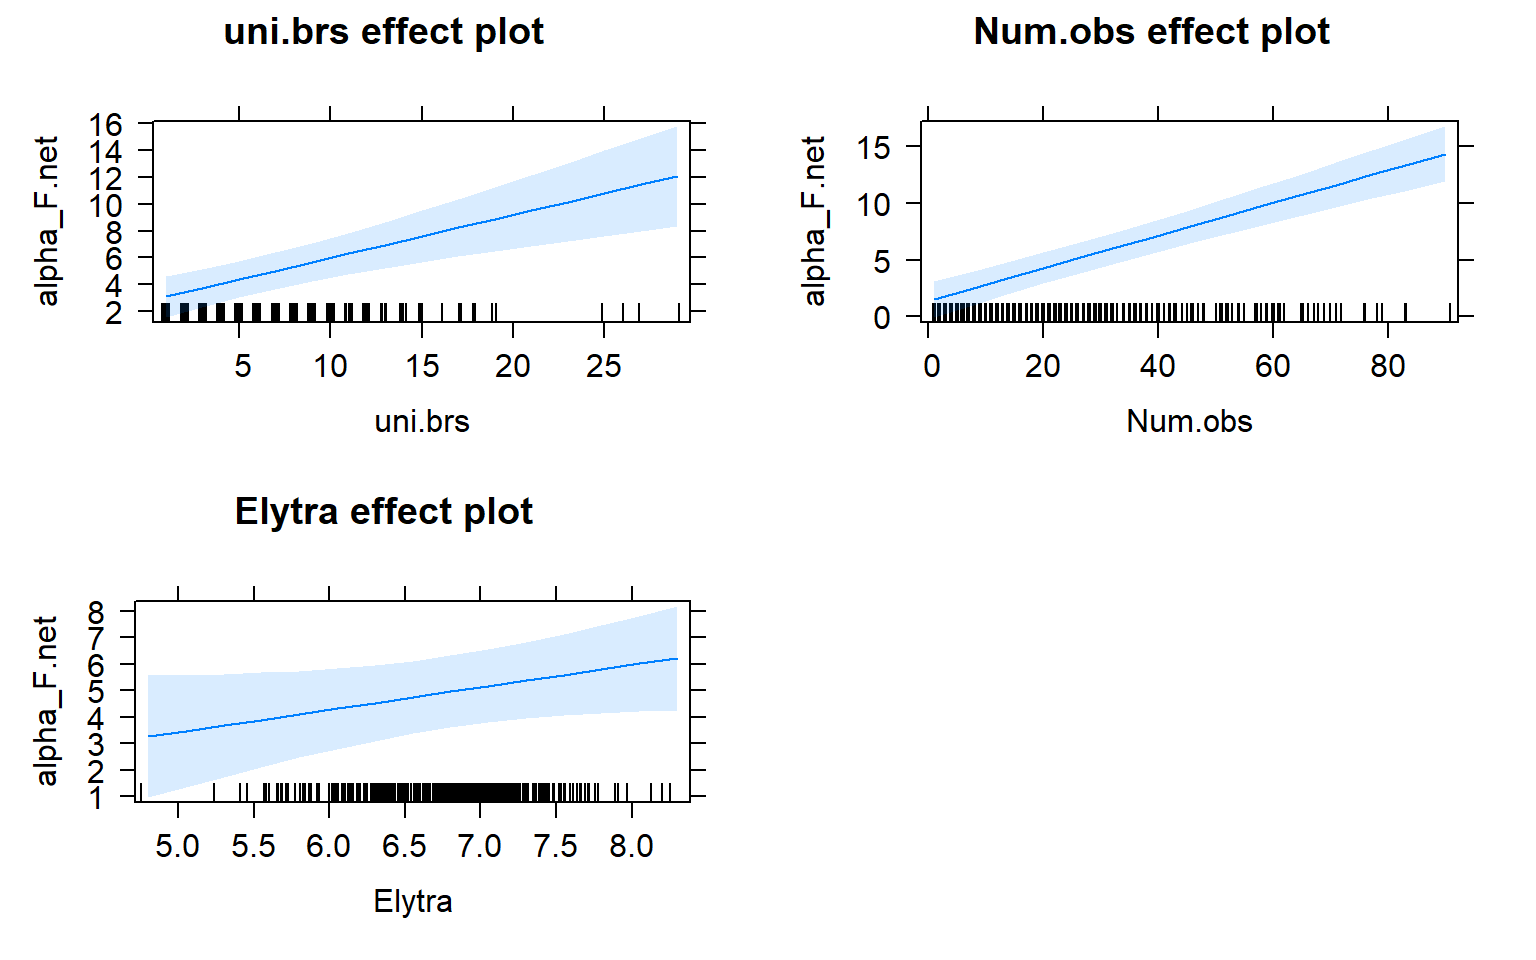 uni.brs effect plot
alpha_F.net
16
14
12
10
8
6
4
2
5 10 15 20 25
uni.brs
Num.obs effect plot
alpha_F.net
15
10
5
0
0 20 40 60 80
Num.obs
Elytra effect plot
alpha_F.net
8
7
6
5
4
3
2
1
5.0 5.5 6.0 6.5 7.0 7.5 8.0
Elytra